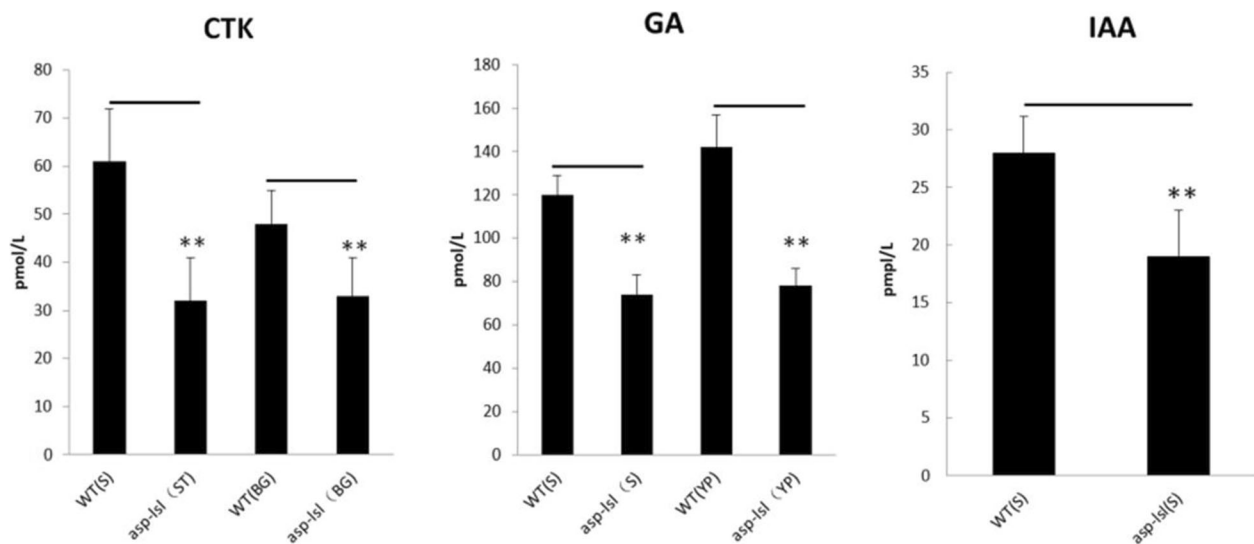 CTK
80
70
60
50
40
30
20
10
0
pmol/L
**
**
WT(S)
asp-lsl（ST）
WT(BG)
asp-lsl（BG）
GA
180
160
140
120
100
80
60
40
20
0
pmol/L
**
**
WT(S)
asp-lsl（S）
WT(YP)
asp-lsl（YP）
IAA
35
30
25
20
15
10
5
0
pmpl/L
**
WT(S)
asp-lsl(S)